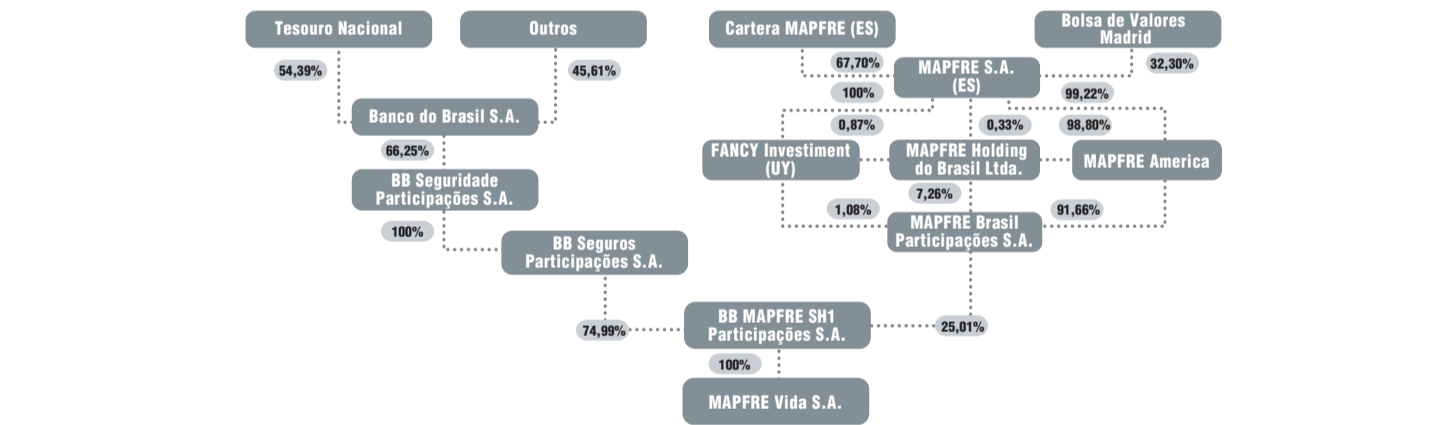 Tesouro Nacional
Outros
Cartera MAPFRE (ES)
Bolsa de Valores
Madrid
54,39%
45,61%
67,70%
MAPFRE S.A.
(ES)
32,30%
100%
99,22%
Banco do Brasil S.A.
0,87%
0,33%
98,80%
66,25%
FANCY Investiment
(UY)
MAPFRE Holding
do Brasil Ltda.
MAPFRE America
BB Seguridade
Participações S.A.
7,26%
1,08%
91,66%
100%
MAPFRE Brasil
Participações S.A.
BB Seguros
Participações S.A.
74,99%
BB MAPFRE SH1
Participações S.A.
25,01%
100%
MAPFRE Vida S.A.